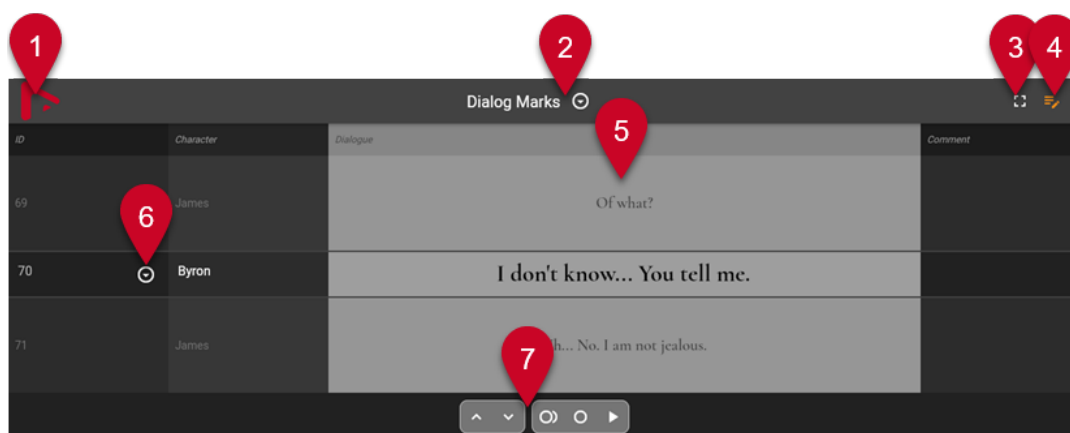 1
2
3
4
Dialog Marks
ID
Character
Dialogue
Comment
5
69
James
Of what?
6
70
Byron
I don't know... You tell me.
71
James
... No. I am not jealous.
7